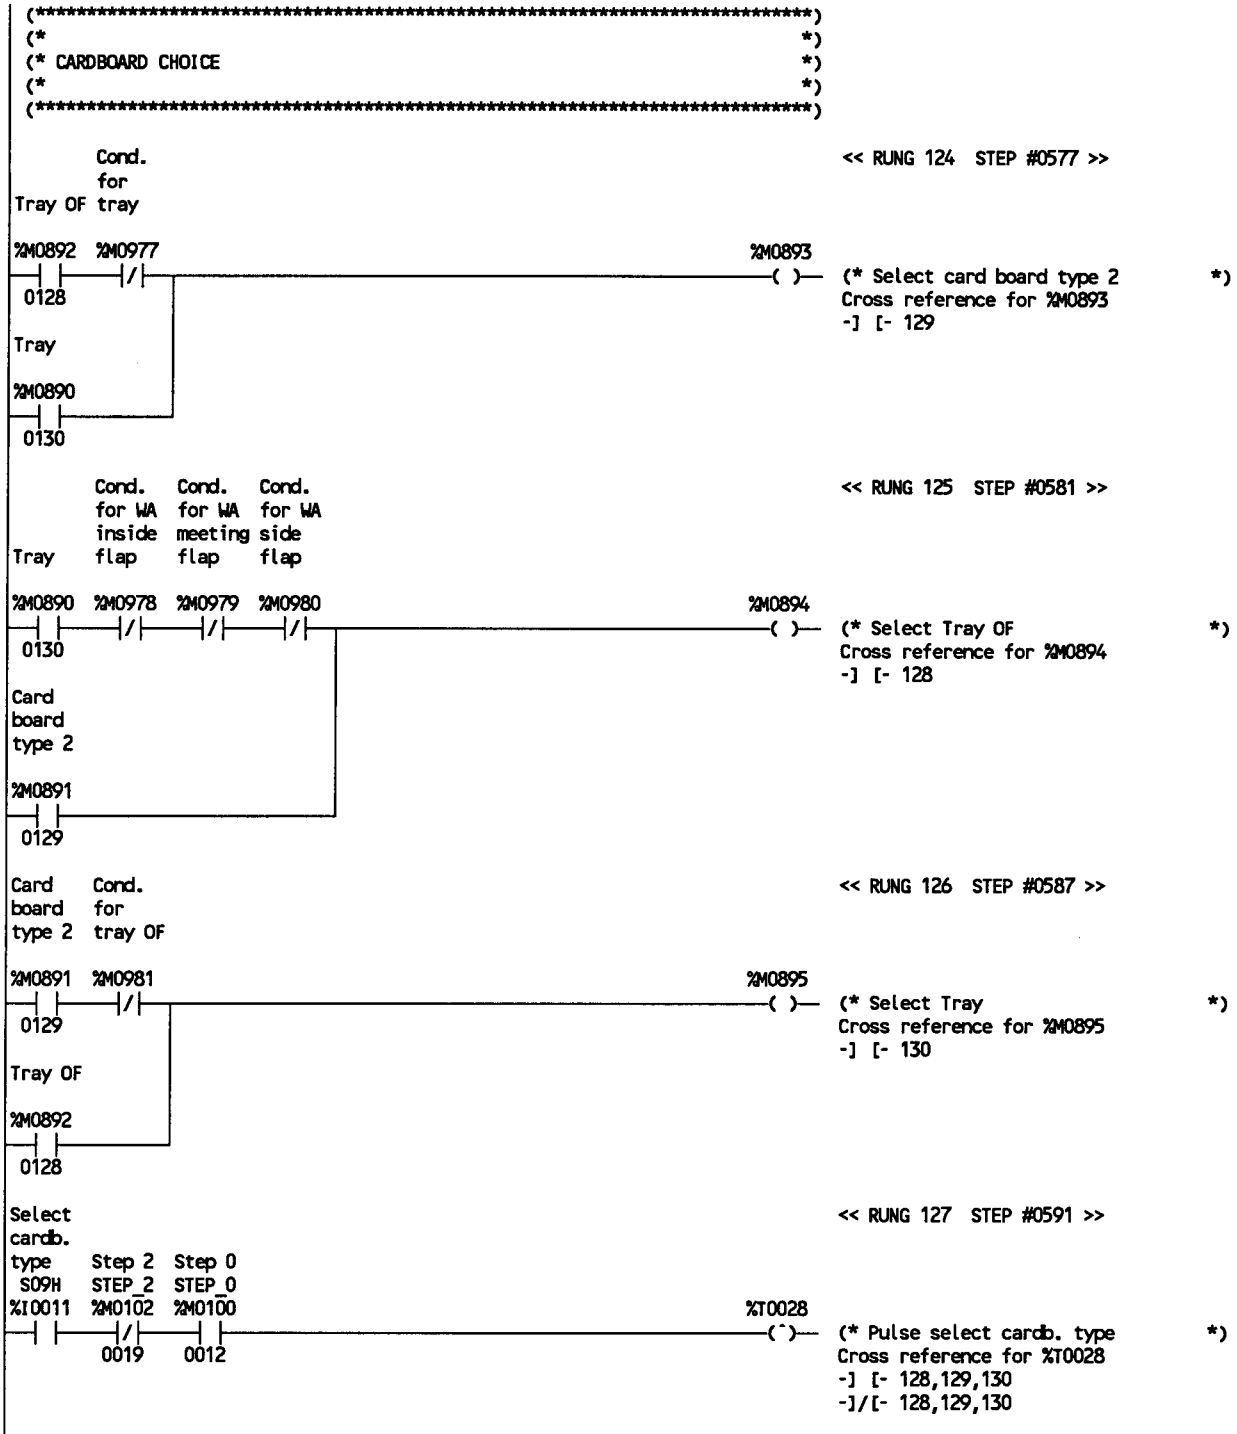 (***************************************************************************)
(* *)
(* CARDBOARD CHOICE *)
(* *)
(***************************************************************************)
Cond. << RUNG 124 STEP #0577 >>
for
Tray OF tray
%M0892 %M0977 %M0893
( ) (* Select card board type 2 *)
0128 Cross reference for %M0893
-] [- 129
Tray
%M0890
0130
Cond. Cond. Cond. << RUNG 125 STEP #0581 >>
for WA for WA for WA
inside meeting side
Tray flap flap flap
%M0890 %M0978 %M0979 %M0980 %M0894
( ) (* Select Tray OF *)
0130 Cross reference for %M0894
-] [- 128
Card
board
type 2
%M0891
0129
Card Cond. << RUNG 126 STEP #0587 >>
board for
type 2 tray OF
%M0891 %M0981 %M0895
( ) (* Select Tray *)
0129 Cross reference for %M0895
-] [- 130
Tray OF
%M0892
0128
Select << RUNG 127 STEP #0591 >>
cardb.
type Step 2 Step 0
S09H STEP_2 STEP_0
%I0011 %M0102 %M0100 %T0028
(^) (* Pulse select cardb. type *)
0019 0012 Cross reference for %T0028
-] [- 128,129,130
-]/[- 128,129,130